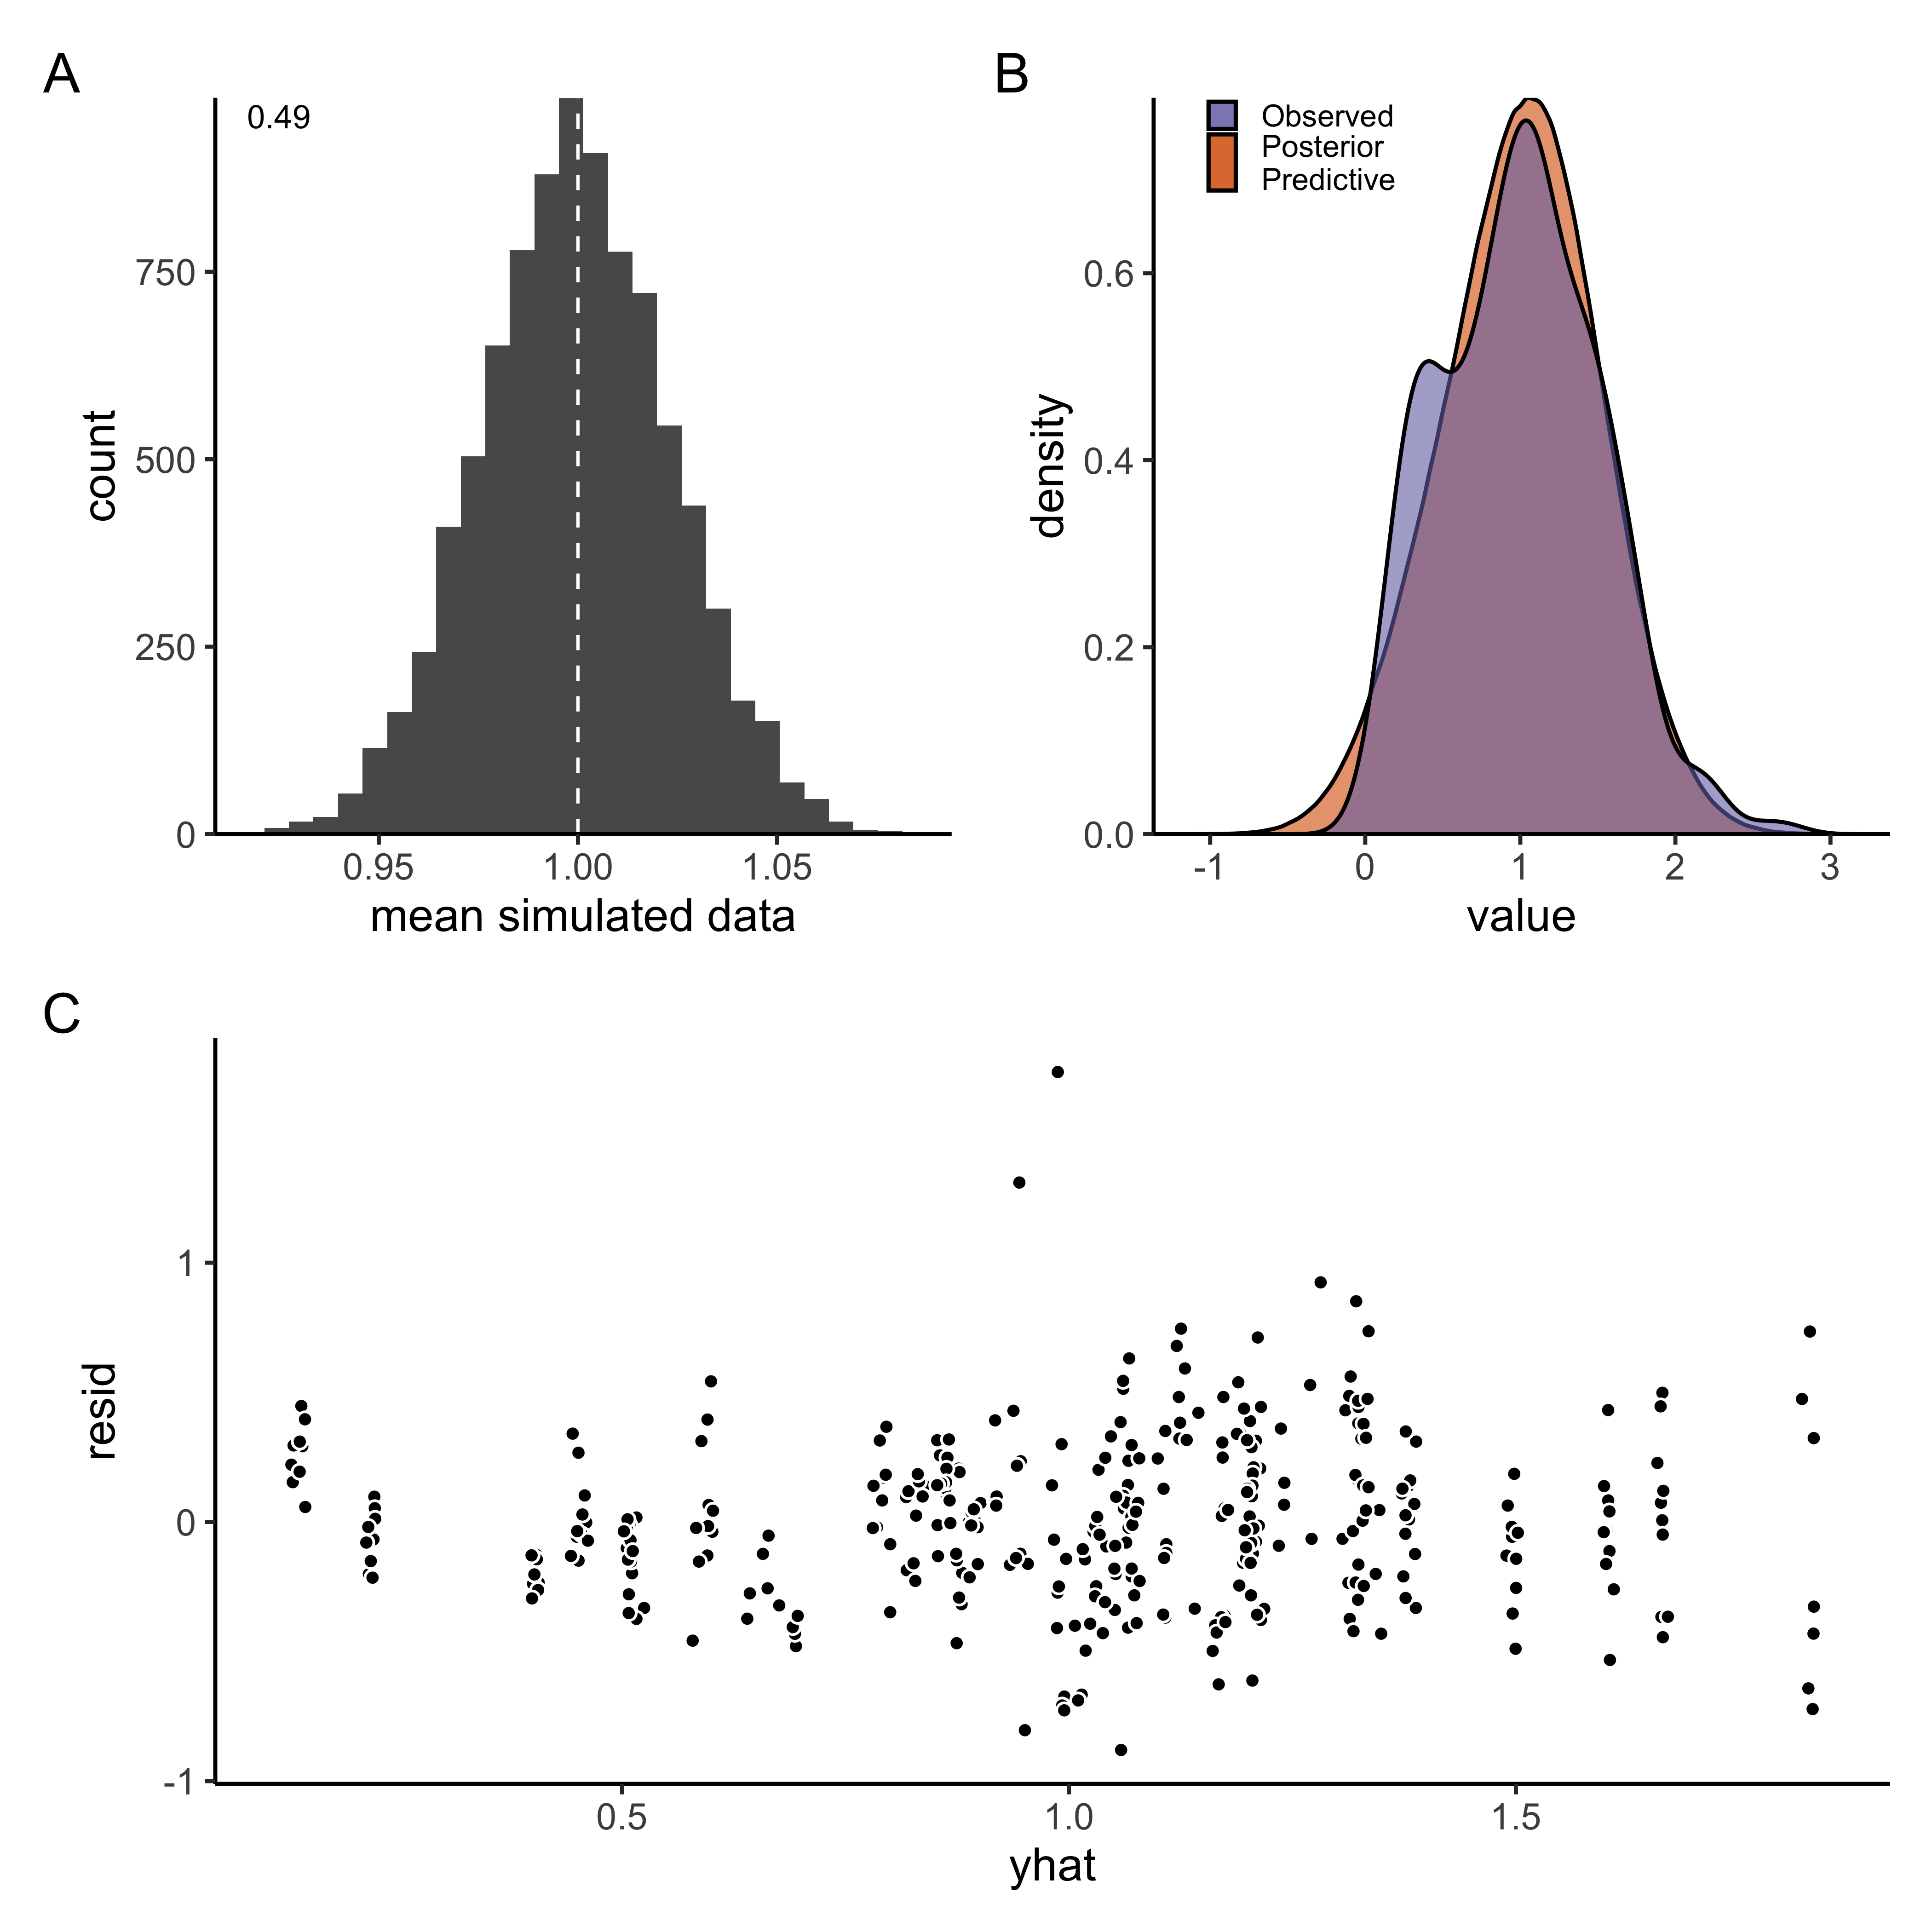 A
0.49
750
500
250
0
count
0.95 1.00 1.05
mean simulated data
B
Observed
Posterior
Predictive
0.6
0.4
0.2
0.0
density
-1 0 1 2 3
value
C
1
0
-1
resid
0.5 1.0 1.5
yhat